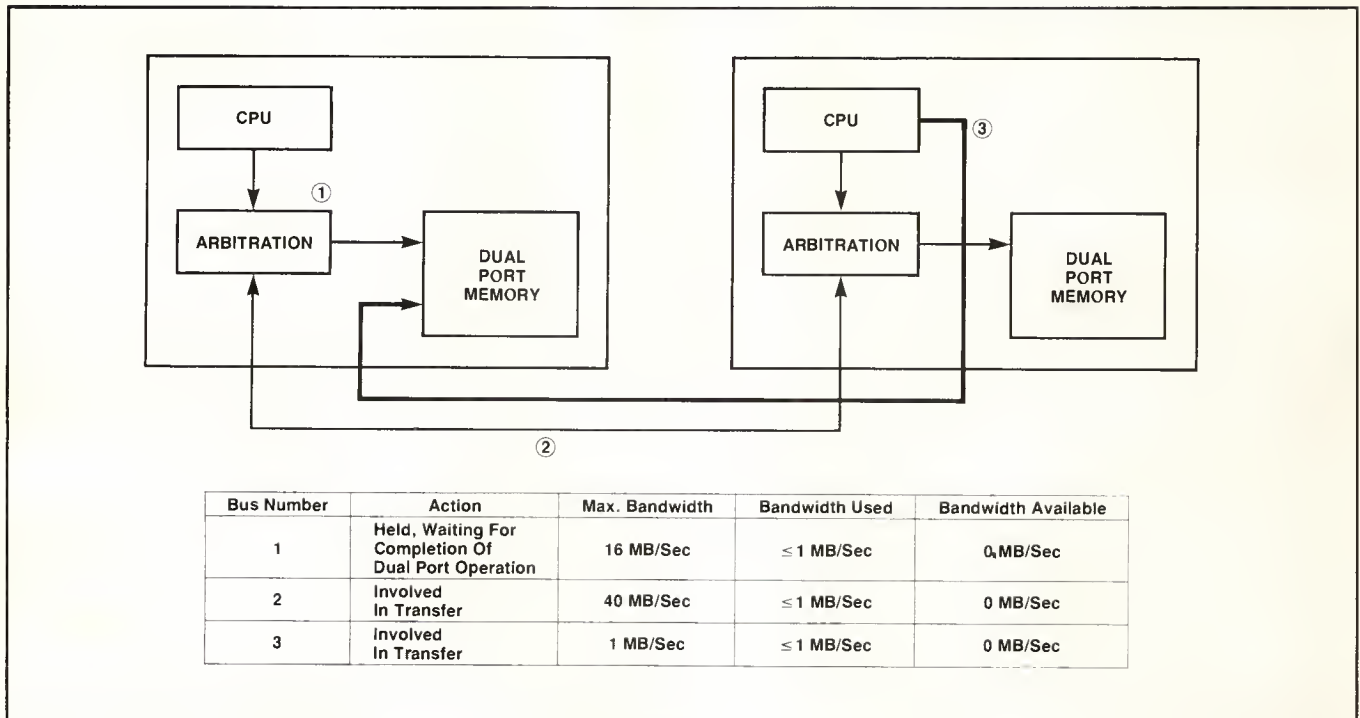 CPU
①
ARBITRATION
DUAL
PORT
MEMORY
CPU
③
ARBITRATION
DUAL
PORT
MEMORY
②
Bus Number Action Max. Bandwidth Bandwidth Used Bandwidth Available
1 Held, Waiting For Completion Of Dual Port Operation 16 MB/Sec ≤1 MB/Sec 0 MB/Sec
2 Involved In Transfer 40 MB/Sec ≤1 MB/Sec 0 MB/Sec
3 Involved In Transfer 1 MB/Sec ≤1 MB/Sec 0 MB/Sec